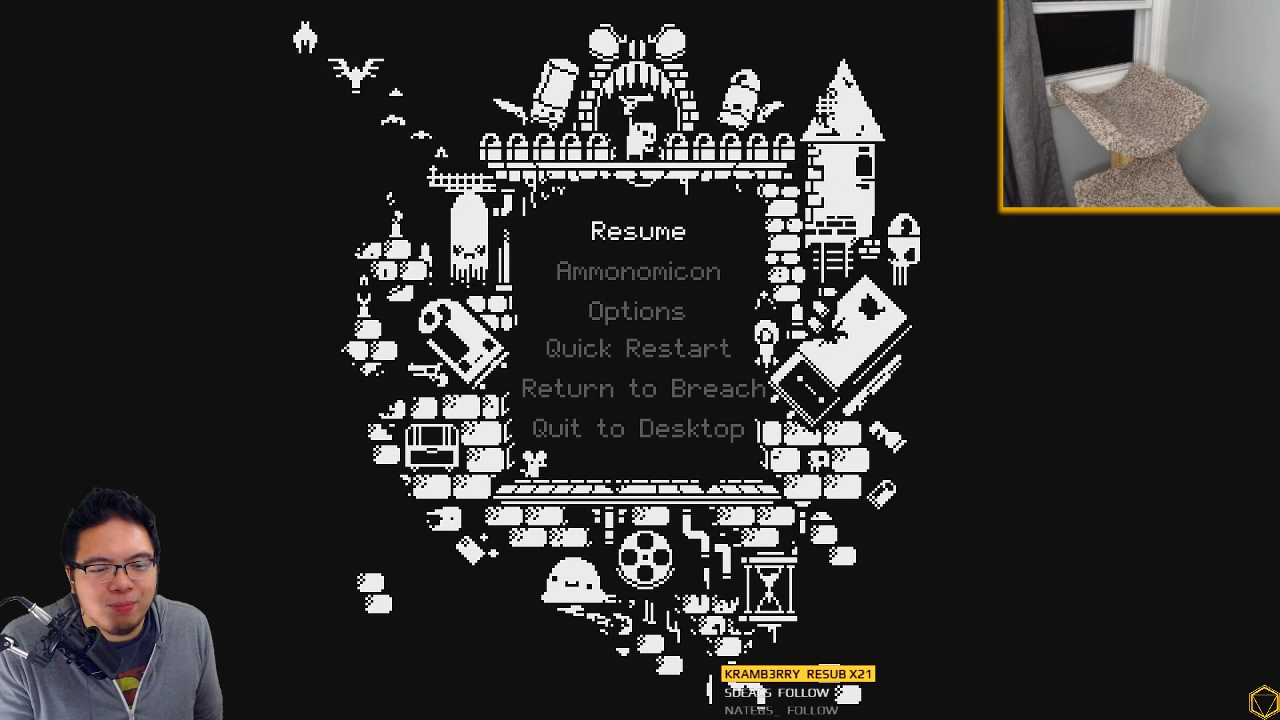 Resume
Ammonomicon
Options
Quick Restart
Return to Breach
Quit to Desktop
KRAMB3RRY RESUB X21
FOLLOW
NATEBS_ FOLLOW